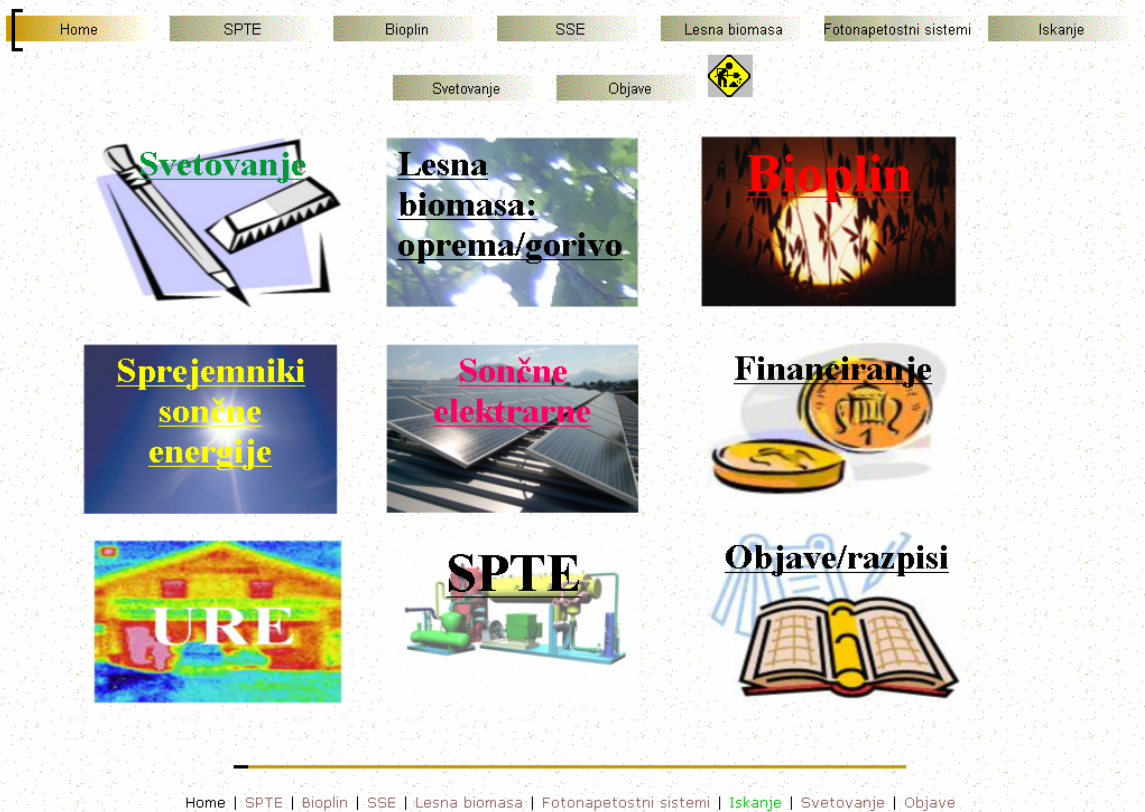 Home SPTE Bioplin SSE Lesna biomasa Fotonapetostni sistemi Iskanje
Svetovanje Objave
Svetovanje
Lesna
biomasa:
oprema/gorivo
Bioplin
Sprejemniki
sončne
energije
Sončne
elektrarne
Financiranje
1
URE
SPTE
Objave/razpisi
Home | SPTE | Bioplin | SSE | Lesna biomasa | Fotonapetostni sistemi | Iskanje | Svetovanje | Objave